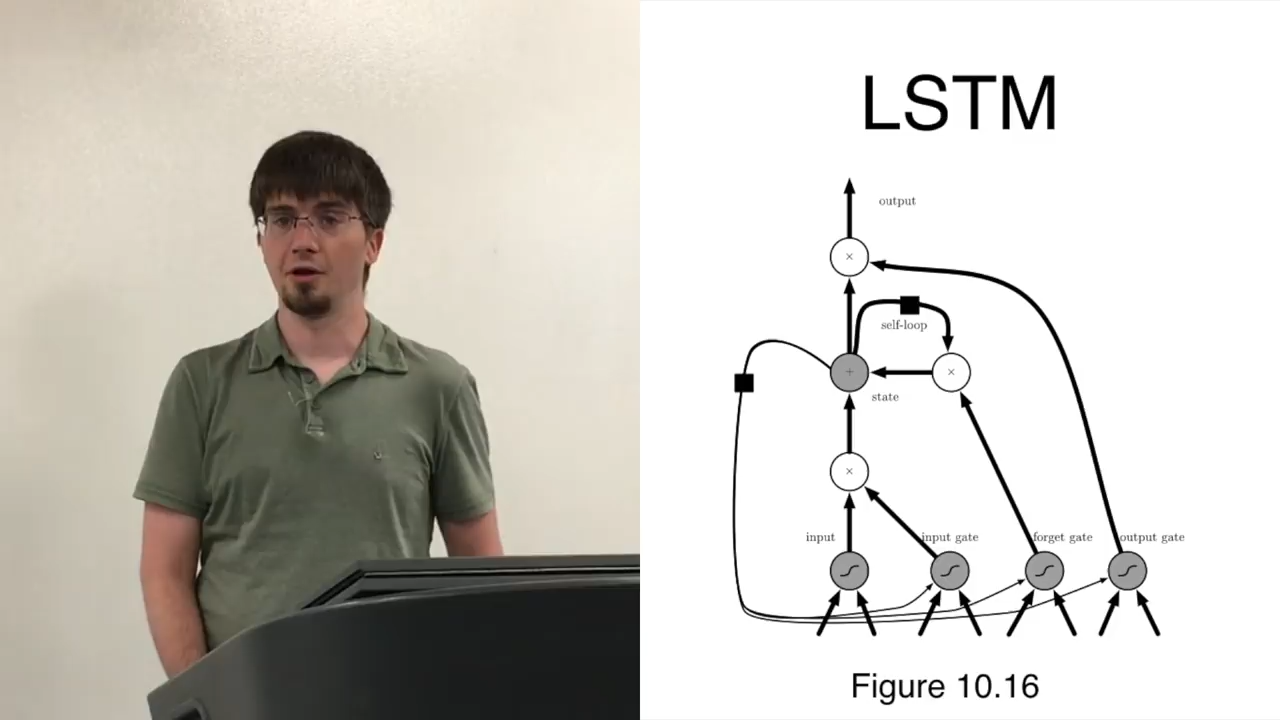 LSTM
output
×
self-loop
+
×
state
×
input
input gate
forget gate
output gate
Figure 10.16